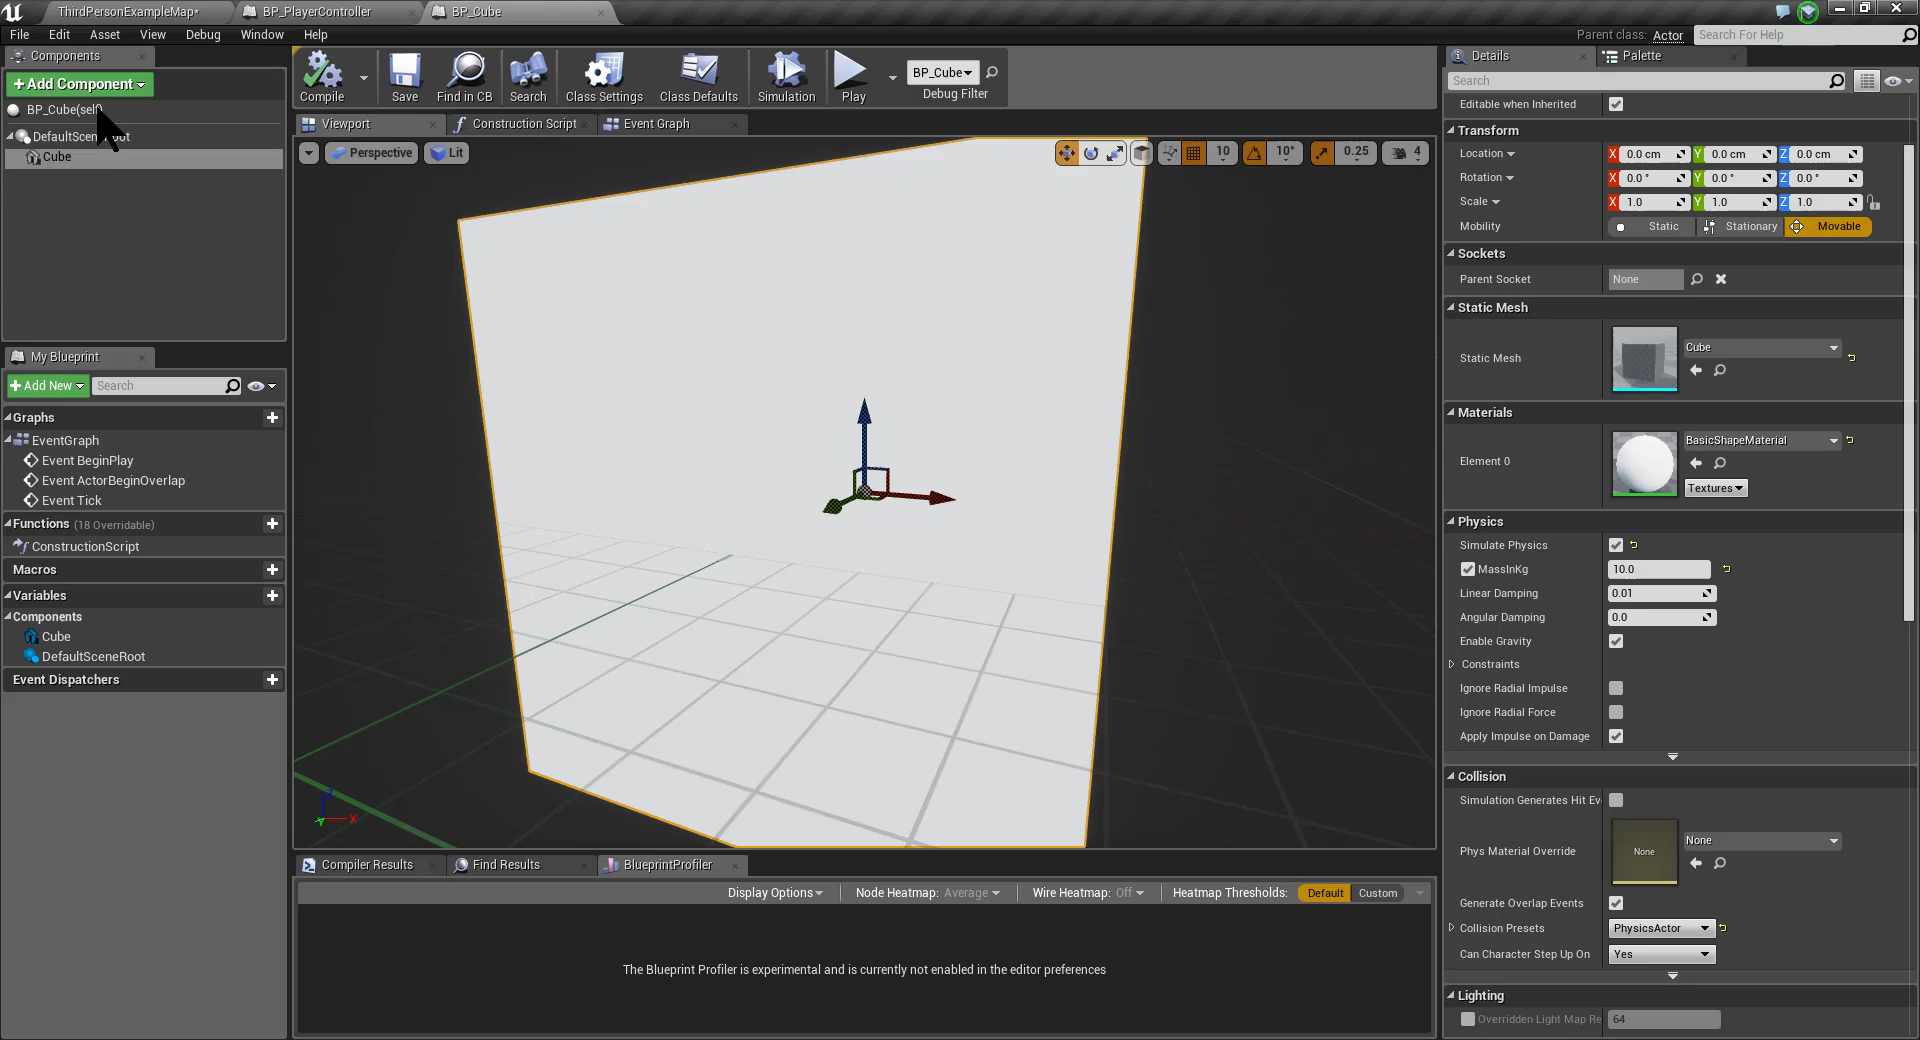 ThirdPersonExampleMap*
BP_PlayerController
BP_Cube
File Edit Asset View Debug Window Help
Parent class: Actor
Search For Help
Components
+Add Component
BP_Cube(self)
DefaultSceneRoot
Cube
Compile
Save
Find in CB
Search
Class Settings
Class Defaults
Simulation
Play
BP_Cube
Debug Filter
Viewport
Construction Script
Event Graph
Perspective
Lit
10
10°
0.25
4
Z
X
Y
My Blueprint
+Add New
Search
Graphs
EventGraph
Event BeginPlay
Event ActorBeginOverlap
Event Tick
Functions (18 Overridable)
ConstructionScript
Macros
Variables
Components
Cube
DefaultSceneRoot
Event Dispatchers
Compiler Results
Find Results
BlueprintProfiler
Display Options
Node Heatmap: Average
Wire Heatmap: Off
Heatmap Thresholds: Default Custom
The Blueprint Profiler is experimental and is currently not enabled in the editor preferences
Details
Palette
Search
Editable when Inherited
Transform
Location X 0.0 cm Y 0.0 cm Z 0.0 cm
Rotation X 0.0 ° Y 0.0 ° Z 0.0 °
Scale X 1.0 Y 1.0 Z 1.0
Mobility Static Stationary Movable
Sockets
Parent Socket None
Static Mesh
Static Mesh Cube
Materials
Element 0 BasicShapeMaterial
Textures
Physics
Simulate Physics
MassInKg 10.0
Linear Damping 0.01
Angular Damping 0.0
Enable Gravity
Constraints
Ignore Radial Impulse
Ignore Radial Force
Apply Impulse on Damage
Collision
Simulation Generates Hit Ev
Phys Material Override None None
Generate Overlap Events
Collision Presets PhysicsActor
Can Character Step Up On Yes
Lighting
Overridden Light Map Re 64